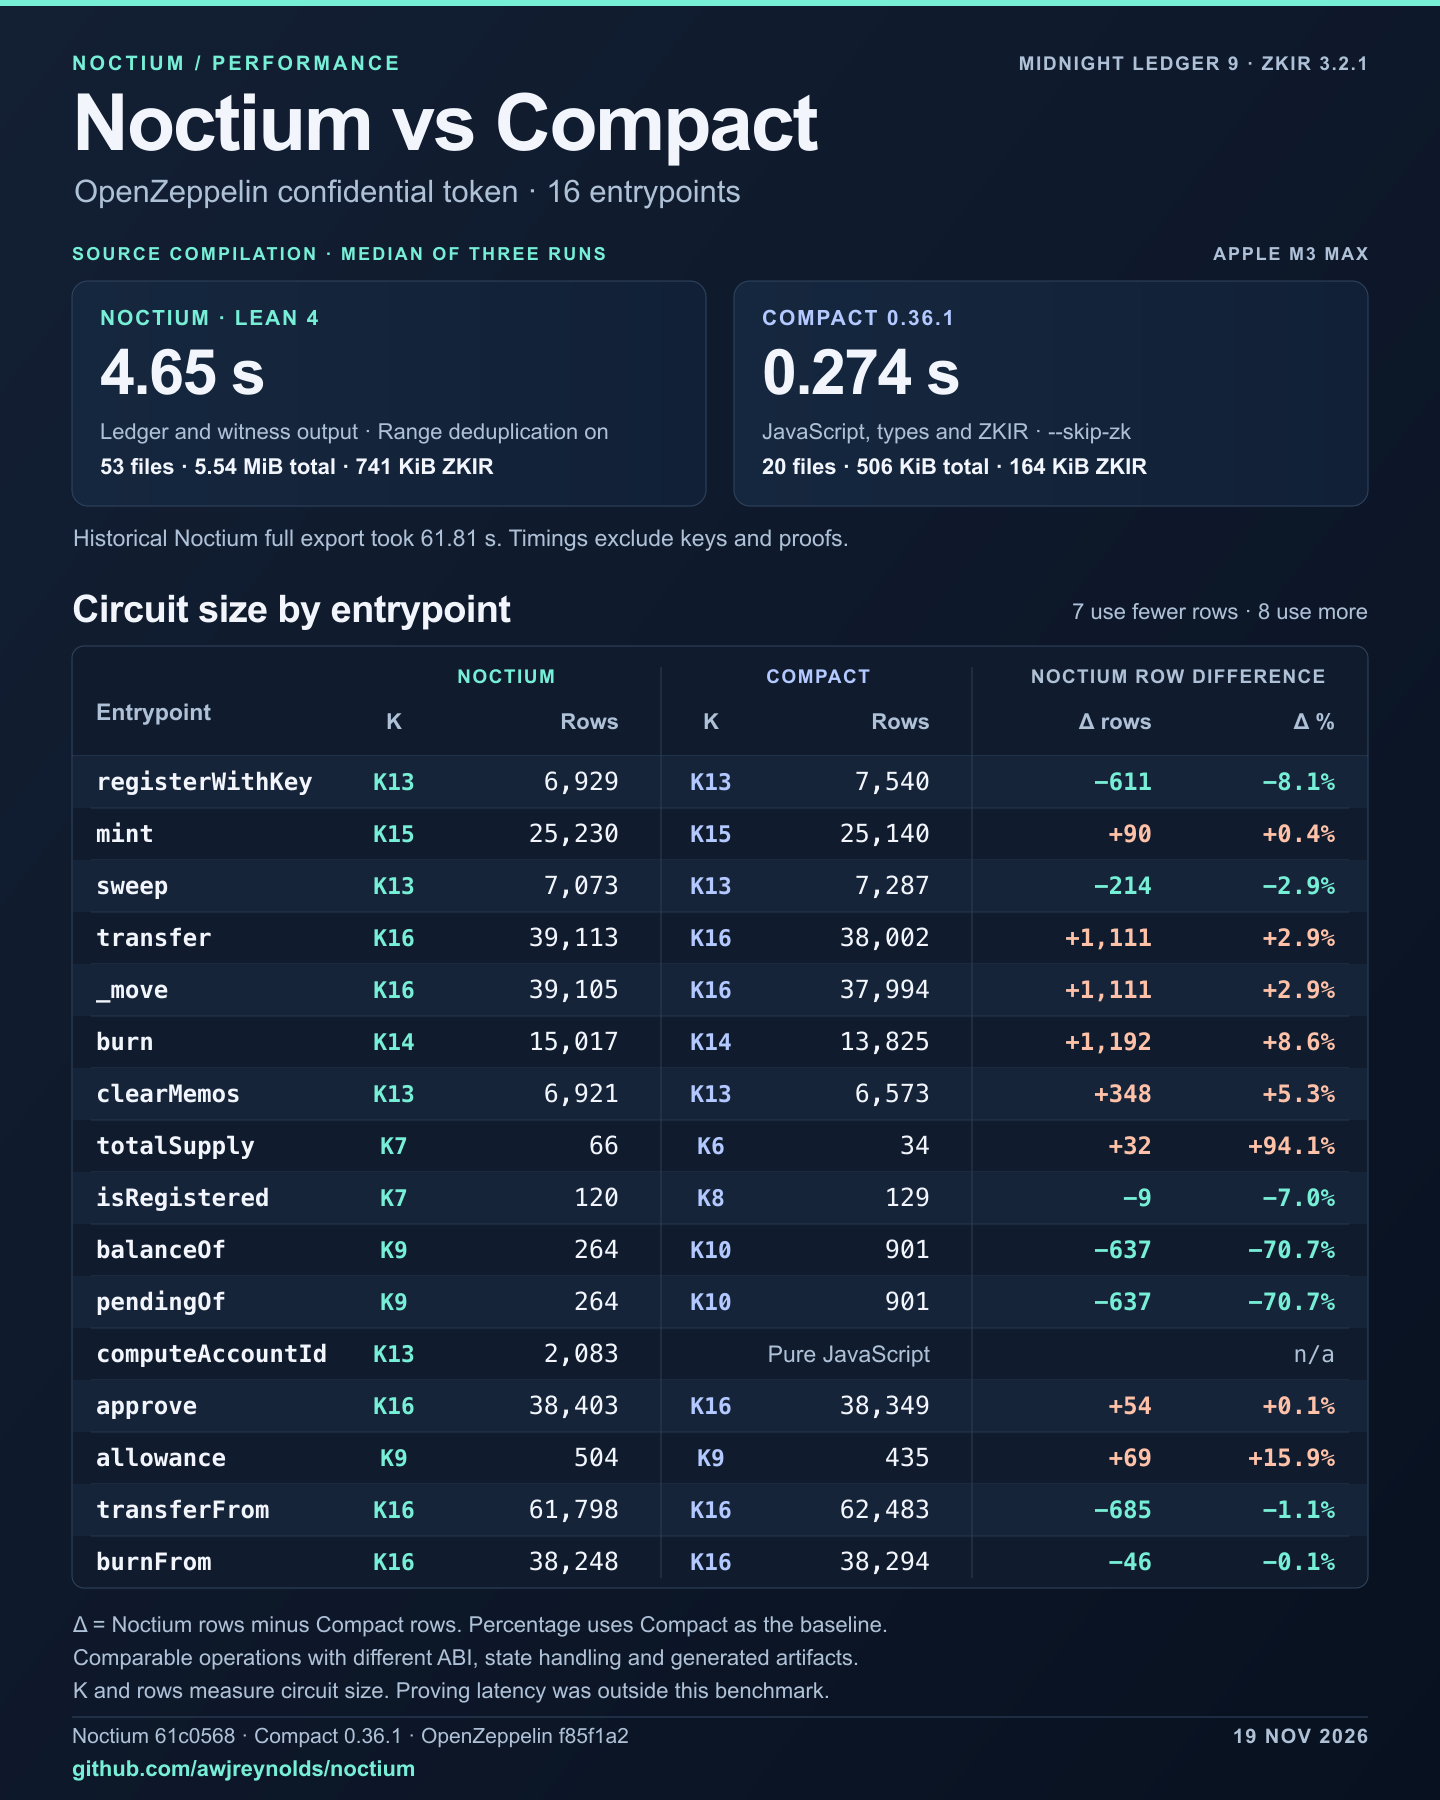 NOCTIUM / PERFORMANCE
MIDNIGHT LEDGER 9 · ZKIR 3.2.1
Noctium vs Compact
OpenZeppelin confidential token · 16 entrypoints
SOURCE COMPILATION · MEDIAN OF THREE RUNS
APPLE M3 MAX
NOCTIUM · LEAN 4
4.65 s
Ledger and witness output · Range deduplication on
53 files · 5.54 MiB total · 741 KiB ZKIR
COMPACT 0.36.1
0.274 s
JavaScript, types and ZKIR · --skip-zk
20 files · 506 KiB total · 164 KiB ZKIR
Historical Noctium full export took 61.81 s. Timings exclude keys and proofs.
Circuit size by entrypoint
7 use fewer rows · 8 use more
NOCTIUM COMPACT NOCTIUM ROW DIFFERENCE
Entrypoint K Rows K Rows Δ rows Δ %
registerWithKey K13 6,929 K13 7,540 −611 −8.1%
mint K15 25,230 K15 25,140 +90 +0.4%
sweep K13 7,073 K13 7,287 −214 −2.9%
transfer K16 39,113 K16 38,002 +1,111 +2.9%
_move K16 39,105 K16 37,994 +1,111 +2.9%
burn K14 15,017 K14 13,825 +1,192 +8.6%
clearMemos K13 6,921 K13 6,573 +348 +5.3%
totalSupply K7 66 K6 34 +32 +94.1%
isRegistered K7 120 K8 129 −9 −7.0%
balanceOf K9 264 K10 901 −637 −70.7%
pendingOf K9 264 K10 901 −637 −70.7%
computeAccountId K13 2,083 Pure JavaScript n/a
approve K16 38,403 K16 38,349 +54 +0.1%
allowance K9 504 K9 435 +69 +15.9%
transferFrom K16 61,798 K16 62,483 −685 −1.1%
burnFrom K16 38,248 K16 38,294 −46 −0.1%
Δ = Noctium rows minus Compact rows. Percentage uses Compact as the baseline.
Comparable operations with different ABI, state handling and generated artifacts.
K and rows measure circuit size. Proving latency was outside this benchmark.
Noctium 61c0568 · Compact 0.36.1 · OpenZeppelin f85f1a2
19 NOV 2026
github.com/awjreynolds/noctium